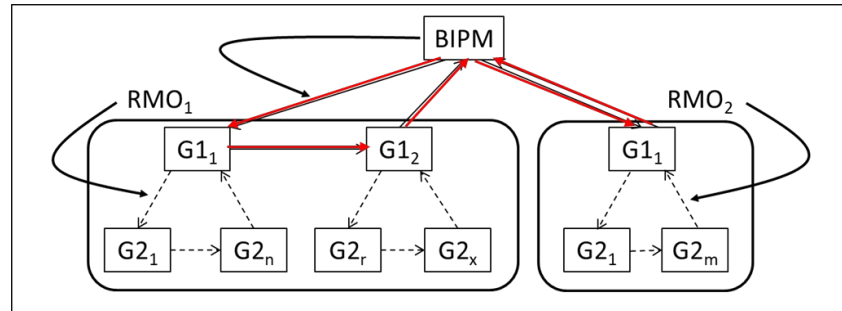 BIPM
RMO₁
RMO₂
G1₁
G1₂
G1₁
G2₁
G2ₙ
G2ᵣ
G2ₓ
G2₁
G2ₘ